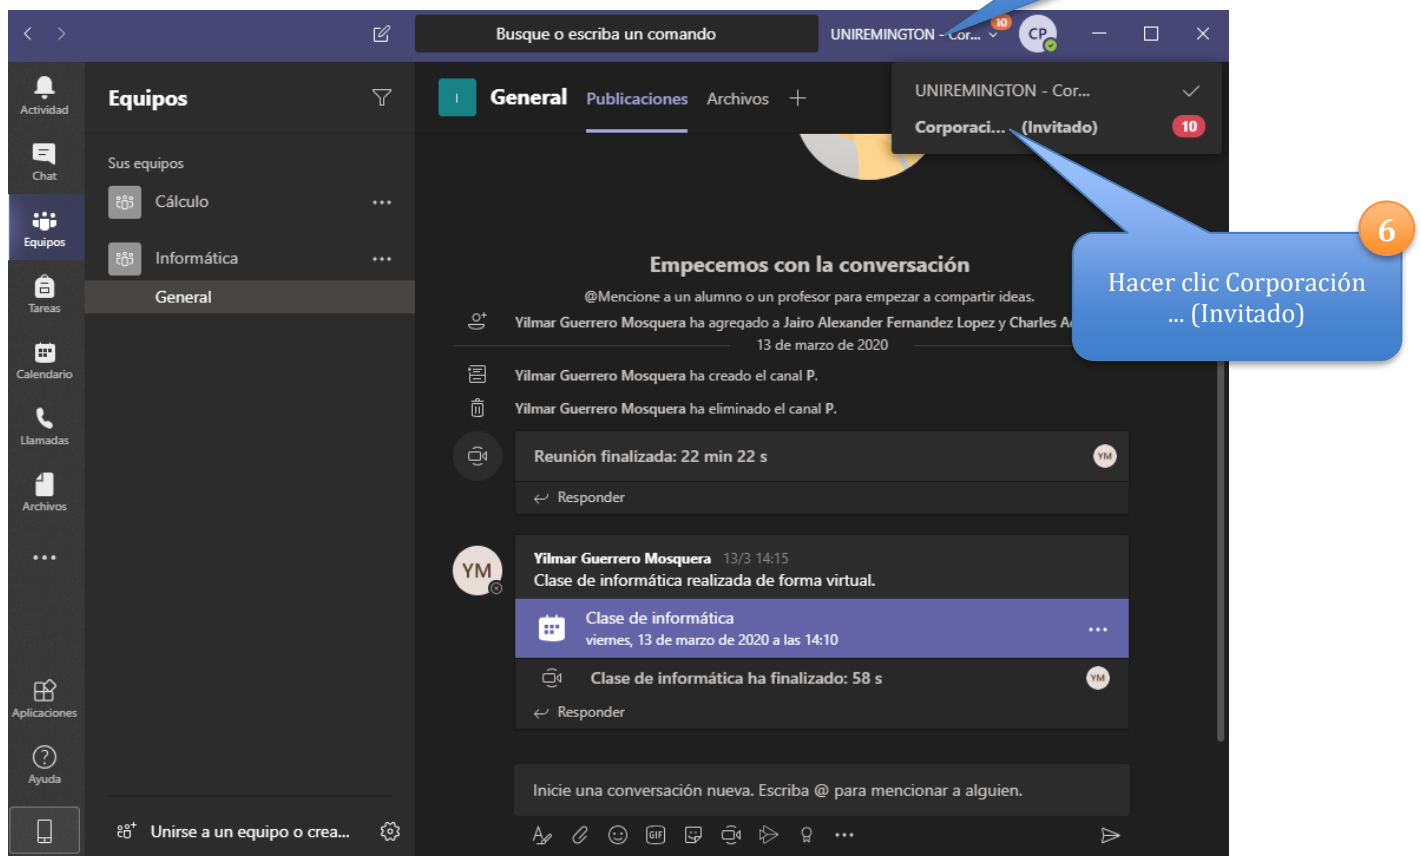 Busque o escriba un comando
UNIREMINGTON - Cor...
10
CP
Actividad
Chat
Equipos
Tareas
Calendario
Llamadas
Archivos
Aplicaciones
Ayuda
Equipos
Sus equipos
Cálculo
Informática
General
Unirse a un equipo o crea...
I
General Publicaciones Archivos
UNIREMINGTON - Cor...
Corporaci... (Invitado) 10
6
Hacer clic Corporación
... (Invitado)
Empecemos con la conversación
@Mencione a un alumno o un profesor para empezar a compartir ideas.
Yilmar Guerrero Mosquera ha agregado a Jairo Alexander Fernandez Lopez y Charles
13 de marzo de 2020
Yilmar Guerrero Mosquera ha creado el canal P.
Yilmar Guerrero Mosquera ha eliminado el canal P.
Reunión finalizada: 22 min 22 s
YM
Responder
YM
Yilmar Guerrero Mosquera 13/3 14:15
Clase de informática realizada de forma virtual.
Clase de informática
viernes, 13 de marzo de 2020 a las 14:10
Clase de informática ha finalizado: 58 s
YM
Responder
Inicie una conversación nueva. Escriba @ para mencionar a alguien.
GIF